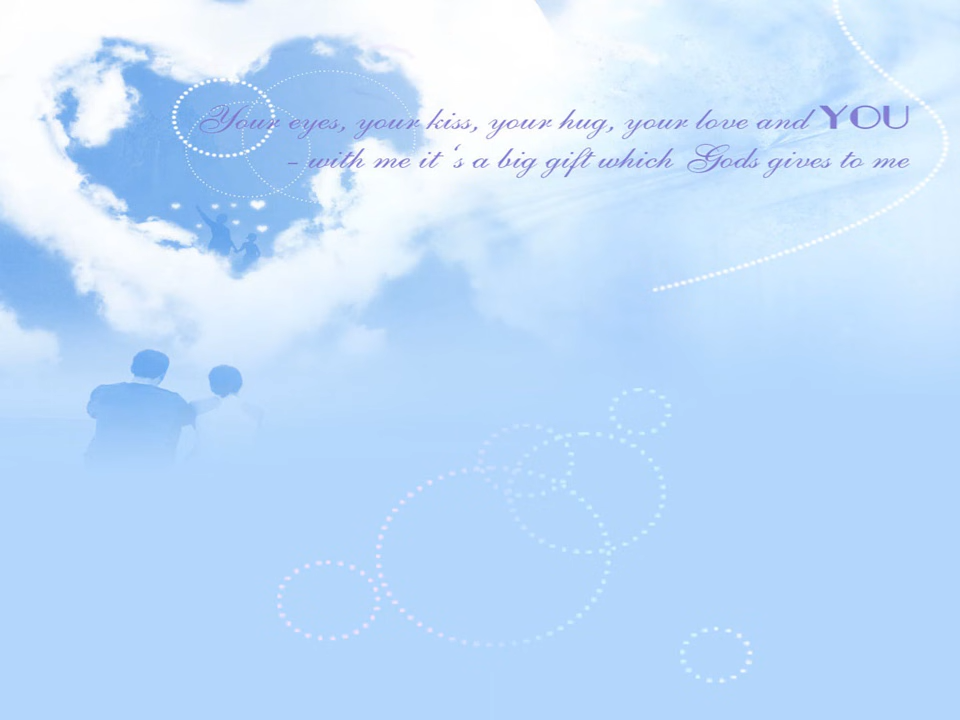 Your eyes, your kiss, your hug, your love and YOU
- with me it ‘s a big gift which Gods gives to me